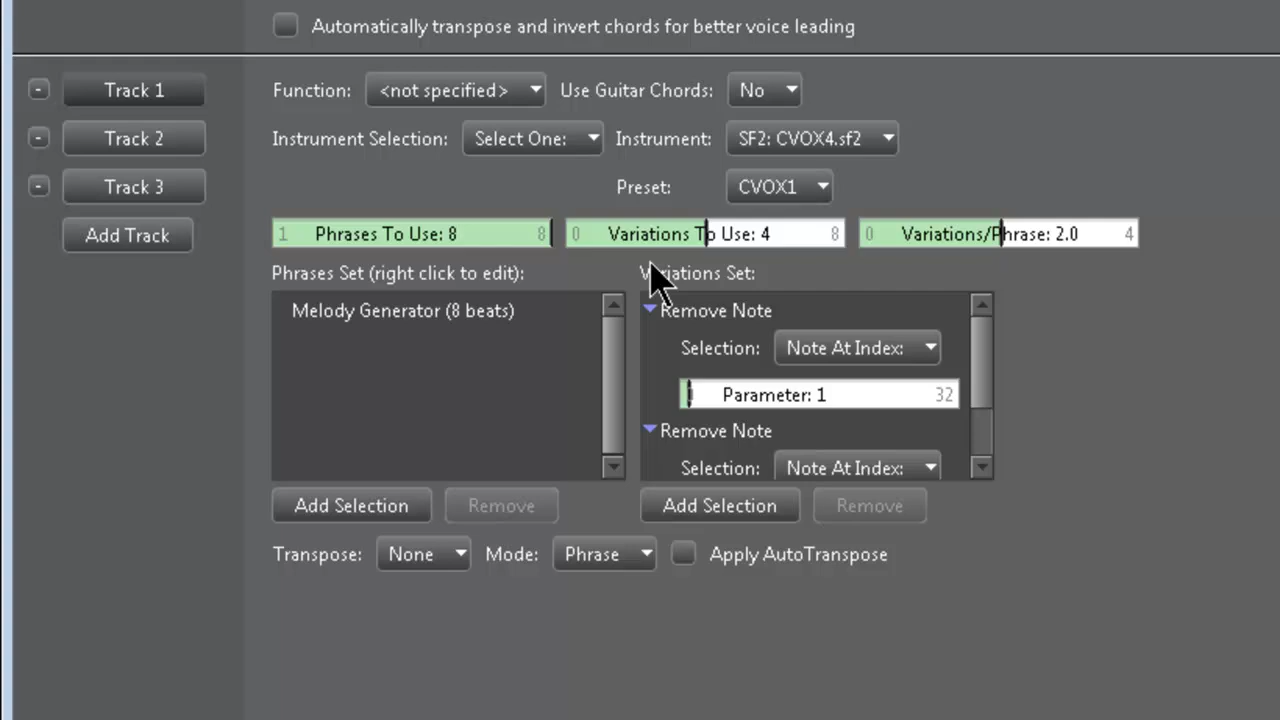 Automatically transpose and invert chords for better voice leading
- Track 1 Function: <not specified> Use Guitar Chords: No
- Track 2 Instrument Selection: Select One: Instrument: SF2: CVOX4.sf2
- Track 3 Preset: CVOX1
Add Track 1 Phrases To Use: 8 8 0 Variations To Use: 4 8 0 Variations/Phrase: 2.0 4
Phrases Set (right click to edit): Variations Set:
Melody Generator (8 beats) Remove Note
Selection: Note At Index:
Parameter: 1 32
Remove Note
Selection: Note At Index:
Add Selection Remove Add Selection Remove
Transpose: None Mode: Phrase Apply AutoTranspose